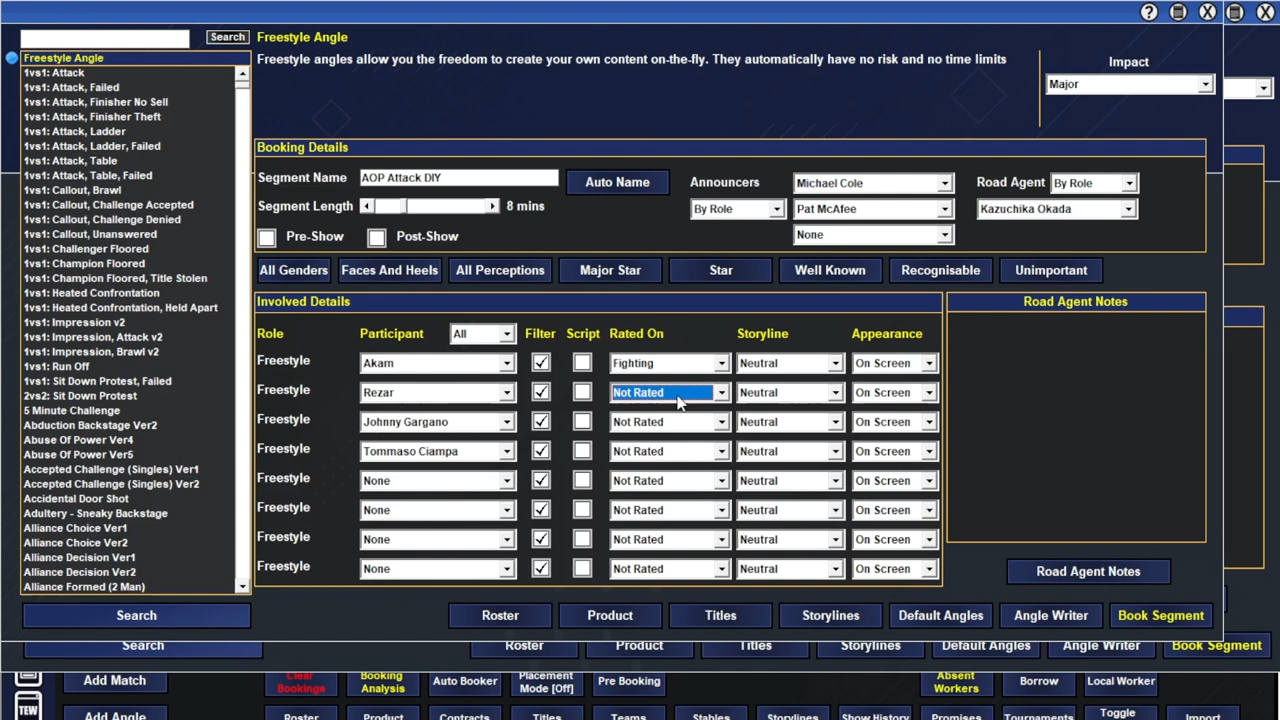 Search
Freestyle Angle
1vs1: Attack
1vs1: Attack, Failed
1vs1: Attack, Finisher No Sell
1vs1: Attack, Finisher Theft
1vs1: Attack, Ladder
1vs1: Attack, Ladder, Failed
1vs1: Attack, Table
1vs1: Attack, Table, Failed
1vs1: Callout, Brawl
1vs1: Callout, Challenge Accepted
1vs1: Callout, Challenge Denied
1vs1: Callout, Unanswered
1vs1: Challenger Floored
1vs1: Champion Floored
1vs1: Champion Floored, Title Stolen
1vs1: Heated Confrontation
1vs1: Heated Confrontation, Held Apart
1vs1: Impression v2
1vs1: Impression, Attack v2
1vs1: Impression, Brawl v2
1vs1: Run Off
1vs1: Sit Down Protest, Failed
2vs2: Sit Down Protest
5 Minute Challenge
Abduction Backstage Ver2
Abuse Of Power Ver4
Abuse Of Power Ver5
Accepted Challenge (Singles) Ver1
Accepted Challenge (Singles) Ver2
Accidental Door Shot
Adultery - Sneaky Backstage
Alliance Choice Ver1
Alliance Choice Ver2
Alliance Decision Ver1
Alliance Decision Ver2
Alliance Formed (2 Man)
Search
Freestyle Angle
Freestyle angles allow you the freedom to create your own content on-the-fly. They automatically have no risk and no time limits
Impact
Major
Booking Details
Segment Name AOP Attack DIY Auto Name Announcers Michael Cole Road Agent By Role
Segment Length 8 mins By Role Pat McAfee Kazuchika Okada
Pre-Show Post-Show None
All Genders Faces And Heels All Perceptions Major Star Star Well Known Recognisable Unimportant
Involved Details
Role Participant All Filter Script Rated On Storyline Appearance
Freestyle Akam Fighting Neutral On Screen
Freestyle Rezar Not Rated Neutral On Screen
Freestyle Johnny Gargano Not Rated Neutral On Screen
Freestyle Tommaso Ciampa Not Rated Neutral On Screen
Freestyle None Not Rated Neutral On Screen
Freestyle None Not Rated Neutral On Screen
Freestyle None Not Rated Neutral On Screen
Freestyle None Not Rated Neutral On Screen
Road Agent Notes
Road Agent Notes
Roster Product Titles Storylines Default Angles Angle Writer Book Segment
Search Roster Product Titles Storylines Default Angles Angle Writer Book Segment
Add Match Clear Bookings Booking Analysis Auto Booker Placement Mode [Off] Pre Booking Absent Workers Borrow Local Worker
TEW Add Angle Roster Product Contracts Titles Teams Stables Storylines Show History Promises Tournaments Toggle Import